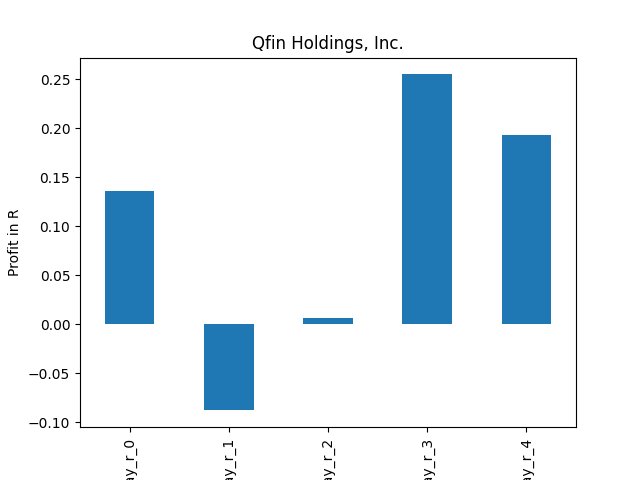 Qfin Holdings, Inc.
Profit in R
0.25
0.20
0.15
0.10
0.05
0.00
−0.05
−0.10
ay_r_0
ay_r_1
ay_r_2
ay_r_3
ay_r_4